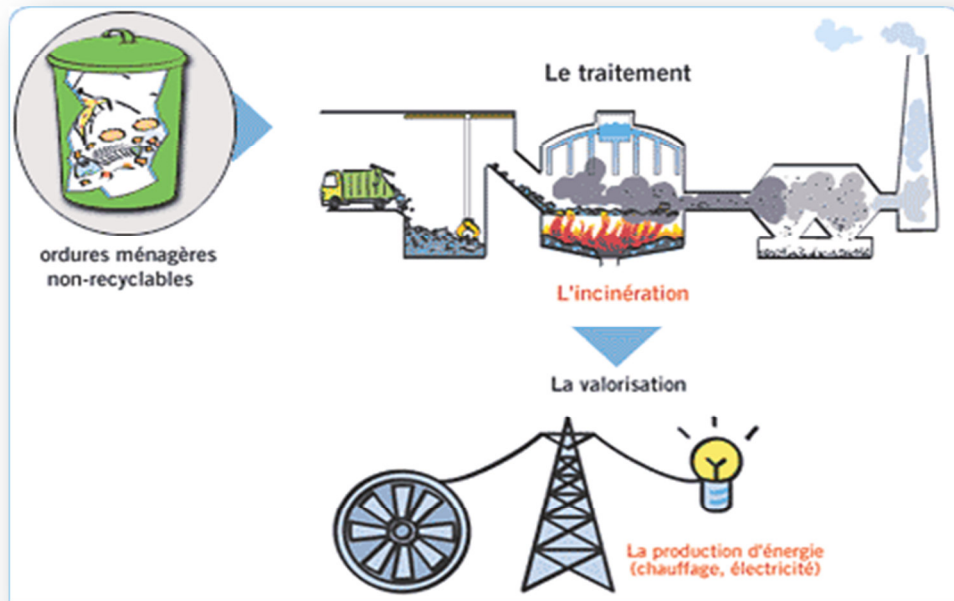 Le traitement
ordures ménagères
non-recyclables
L'incinération
La valorisation
La production d'énergie
(chauffage, électricité)